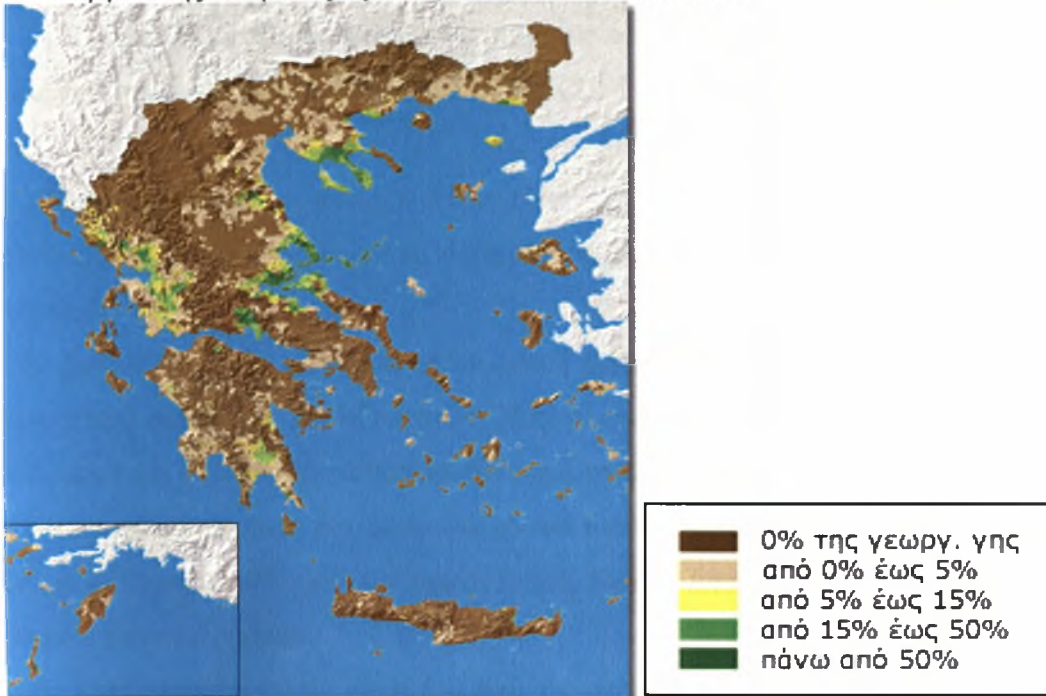 0% της γεωργ. γης
από 0% έως 5%
από 5% έως 15%
από 15% έως 50%
πάνω από 50%